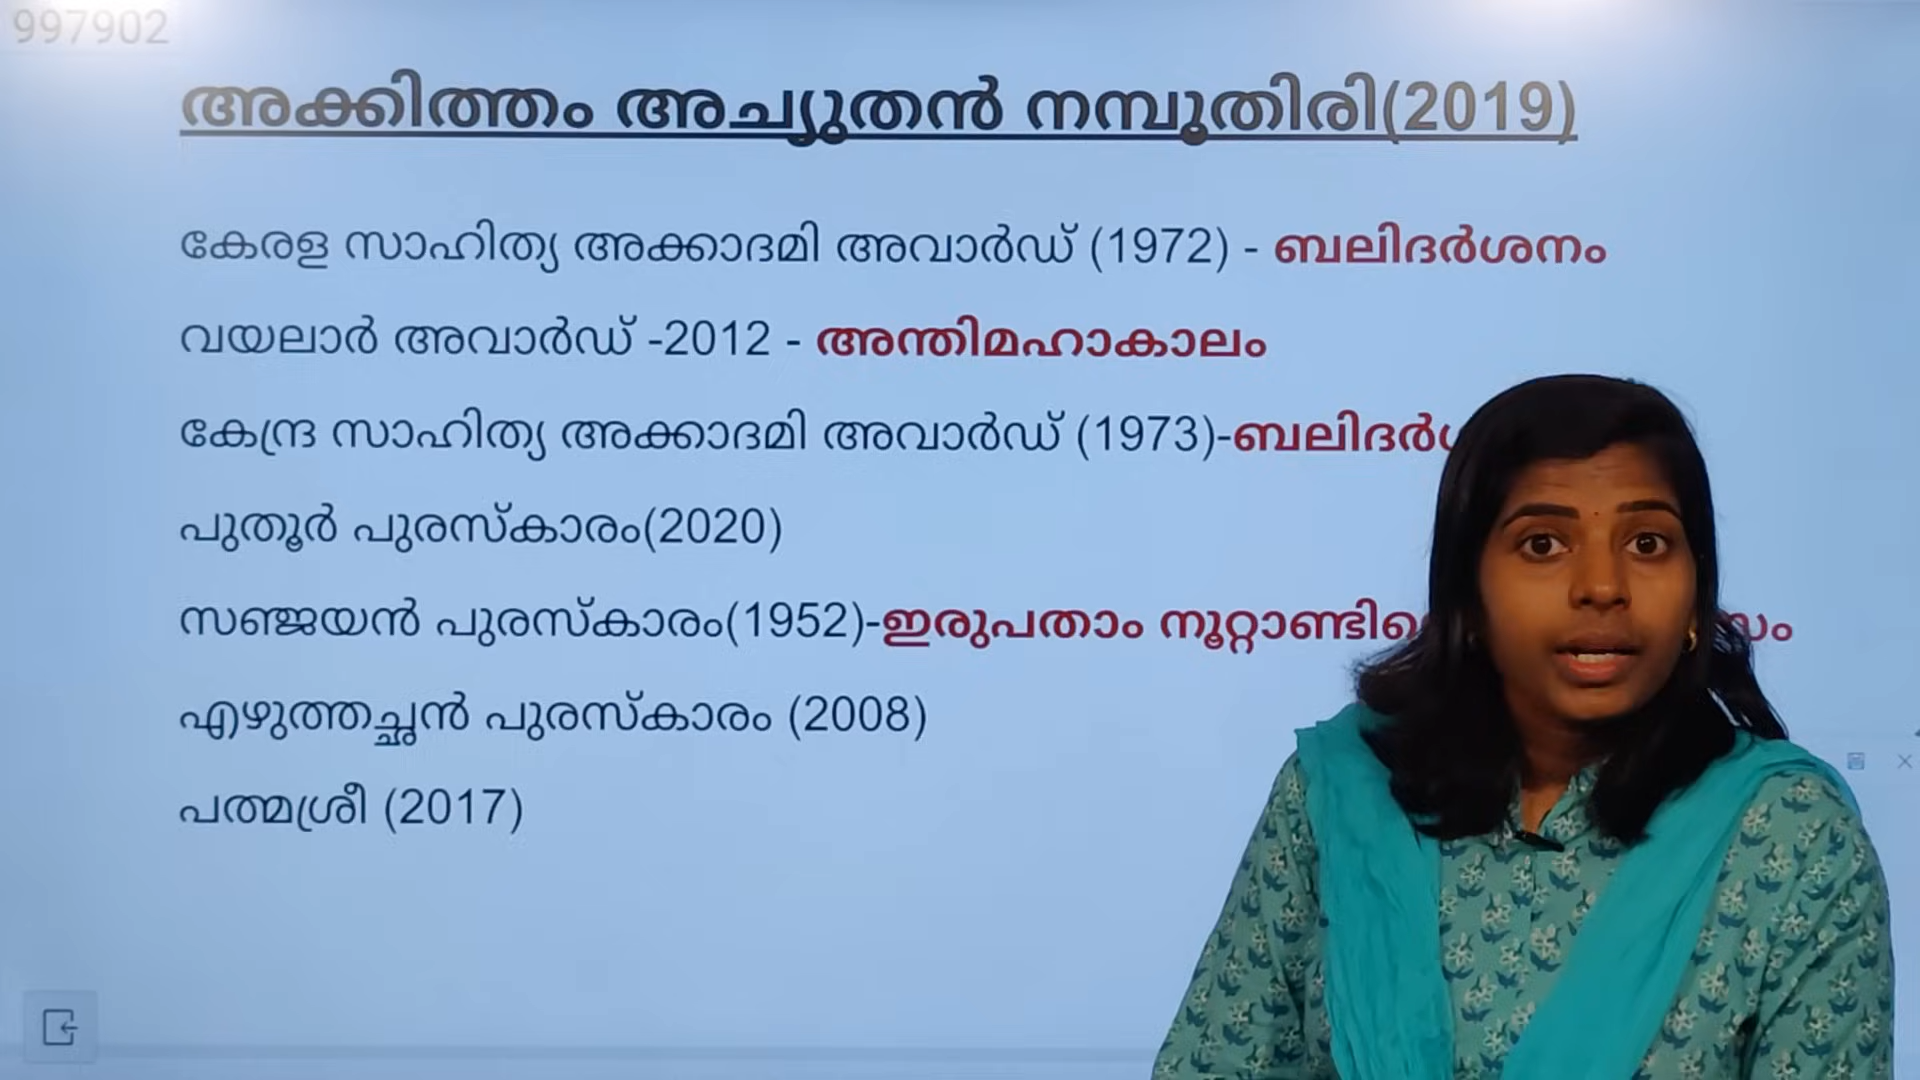 997902
അക്കിത്തം അച്യുതൻ നമ്പൂതിരി(2019)
കേരള സാഹിത്യ അക്കാദമി അവാർഡ് (1972) - ബലിദർശനം
വയലാർ അവാർഡ് -2012 - അന്തിമഹാകാലം
കേന്ദ്ര സാഹിത്യ അക്കാദമി അവാർഡ് (1973)-
പുതൂർ പുരസ്കാരം(2020)
സഞ്ജയൻ പുരസ്കാരം(1952)-ഇരുപതാം
എഴുത്തച്ഛൻ പുരസ്കാരം (2008)
പത്മശ്രീ (2017)